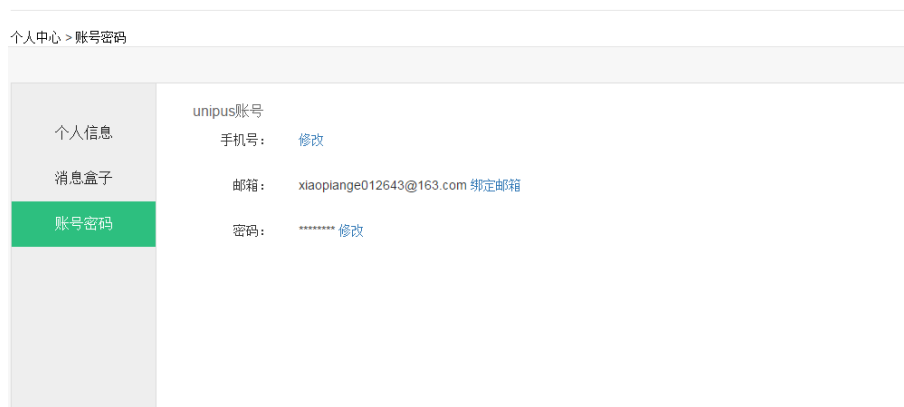 个人中心 > 账号密码
unipus账号
个人信息
手机号： 修改
消息盒子
邮箱： xiaopiange012643@163.com 绑定邮箱
账号密码
密码： ******** 修改